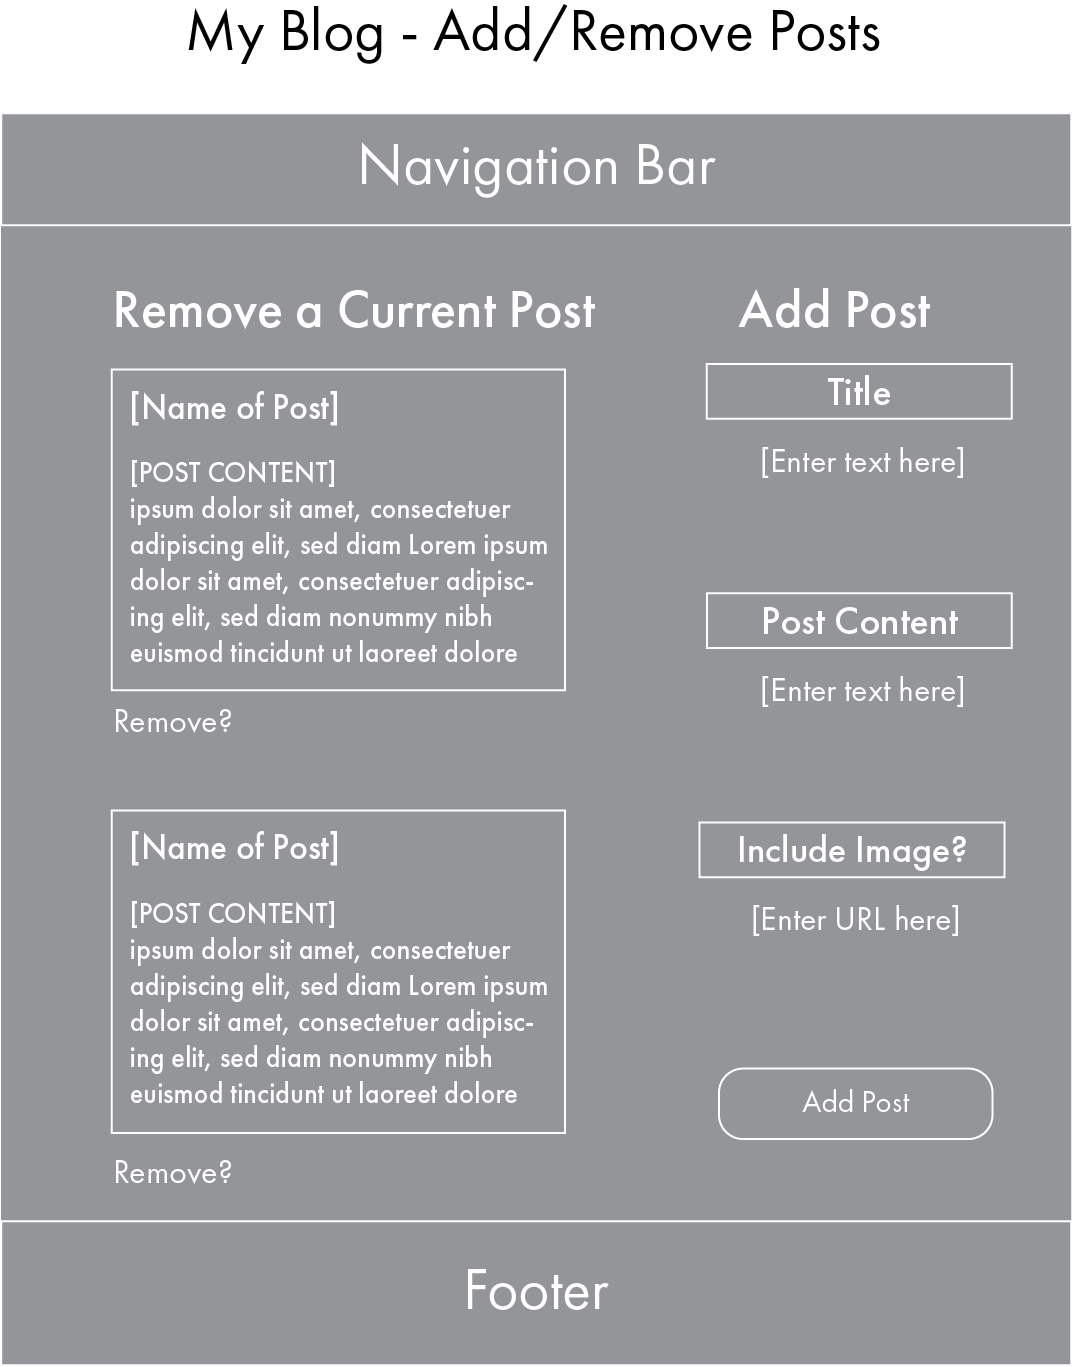 My Blog - Add/Remove Posts
Navigation Bar
Remove a Current Post
[Name of Post]
[POST CONTENT]
ipsum dolor sit amet, consectetuer
adipiscing elit, sed diam Lorem ipsum
dolor sit amet, consectetuer adipisc-
ing elit, sed diam nonummy nibh
euismod tincidunt ut laoreet dolore
Remove?
[Name of Post]
[POST CONTENT]
ipsum dolor sit amet, consectetuer
adipiscing elit, sed diam Lorem ipsum
dolor sit amet, consectetuer adipisc-
ing elit, sed diam nonummy nibh
euismod tincidunt ut laoreet dolore
Remove?
Add Post
Title
[Enter text here]
Post Content
[Enter text here]
Include Image?
[Enter URL here]
Add Post
Footer